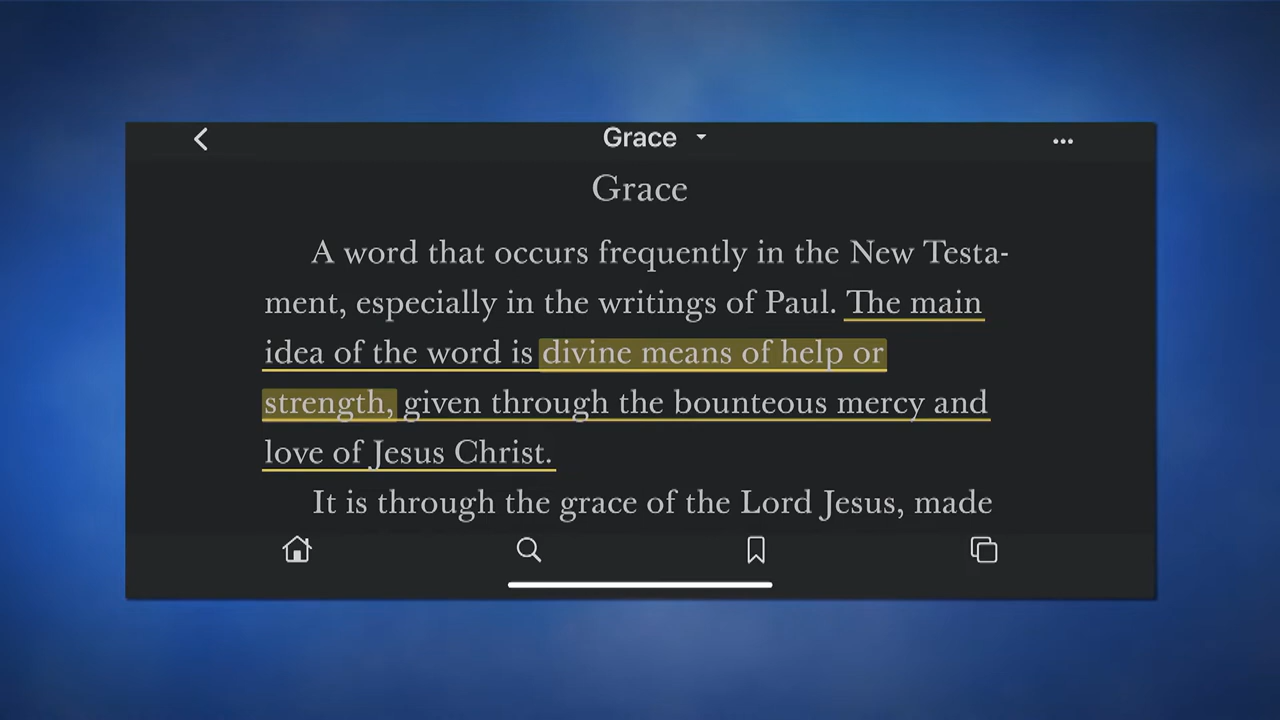 Grace
Grace
A word that occurs frequently in the New Testa-
ment, especially in the writings of Paul. The main
idea of the word is divine means of help or
strength, given through the bounteous mercy and
love of Jesus Christ.
It is through the grace of the Lord Jesus, made